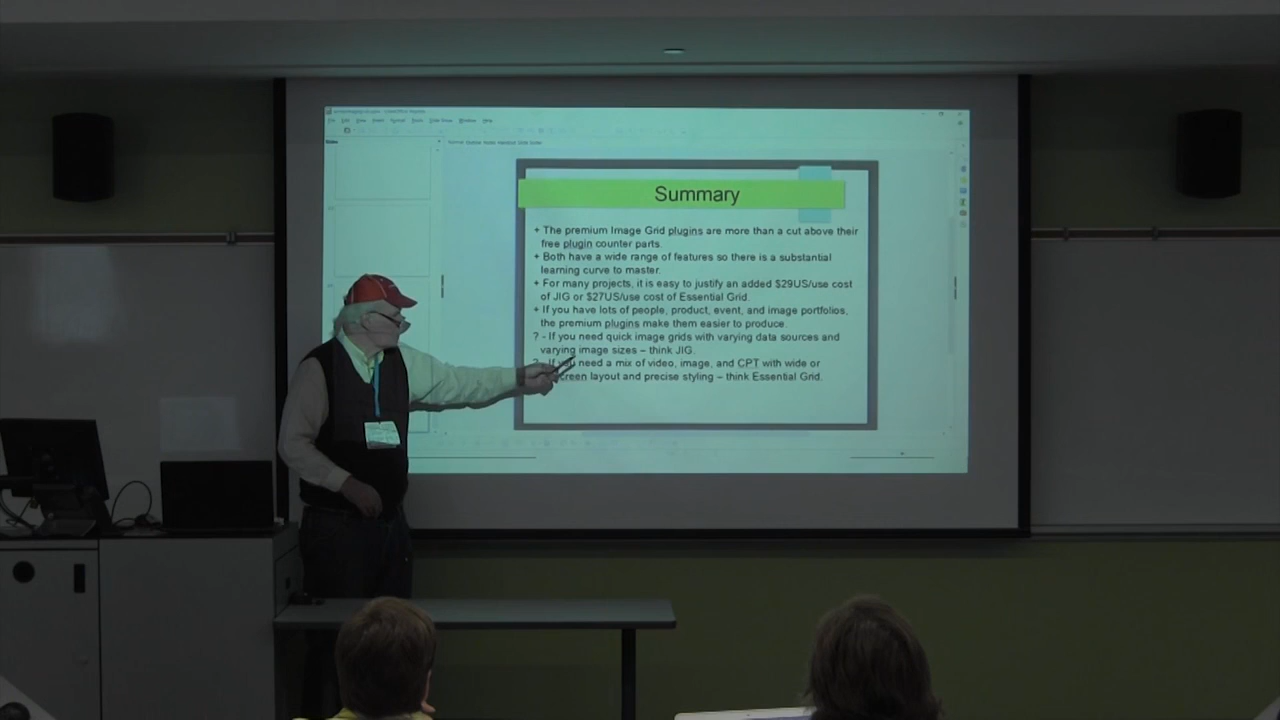 Summary
+ The premium Image Grid plugins are more than a cut above their
free plugin counter parts.
+ Both have a wide range of features so there is a substantial
learning curve to master.
+ For many projects, it is easy to justify an added $29US/use cost
of JIG or $27US/use cost of Essential Grid.
+ If you have lots of people, product, event, and image portfolios,
the premium plugins make them easier to produce.
? - If you need quick image grids with varying data sources and
varying image sizes – think JIG.
? - If you need a mix of video, image, and CPT with wide or
screen layout and precise styling – think Essential Grid.